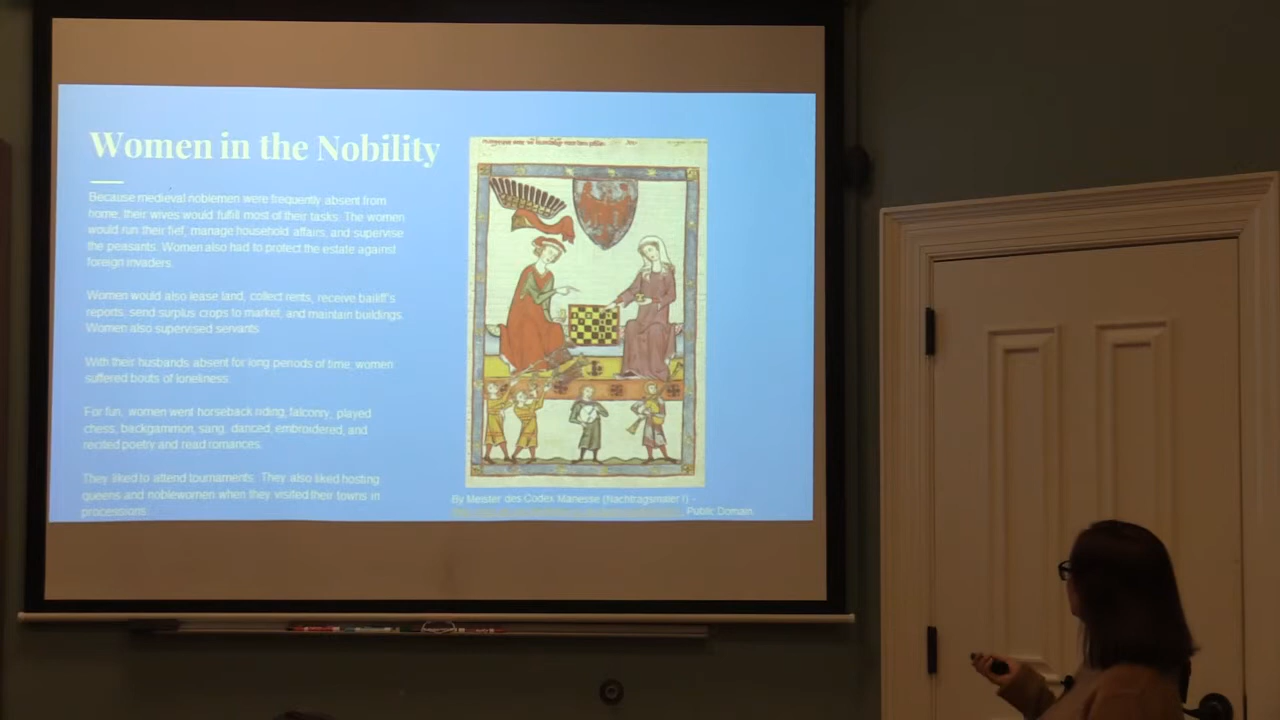 Women in the Nobility
Because medieval noblemen were frequently absent from
home, their wives would fulfill most of their tasks. The women
would run their fief, manage household affairs, and supervise
the peasants. Women also had to protect the estate against
foreign invaders.
Women would also lease land, collect rents, receive bailiff's
reports, send surplus crops to market, and maintain buildings.
Women also supervised servants.
With their husbands absent for long periods of time, women
suffered bouts of loneliness.
For fun, women went horseback riding, falconry, played
chess, backgammon, sang, danced, embroidered, and
recited poetry and read romances.
They liked to attend tournaments. They also liked hosting
queens and noblewomen when they visited their towns in
processions.
By Meister des Codex Manesse (Nachtragsmaler I) -
Public Domain